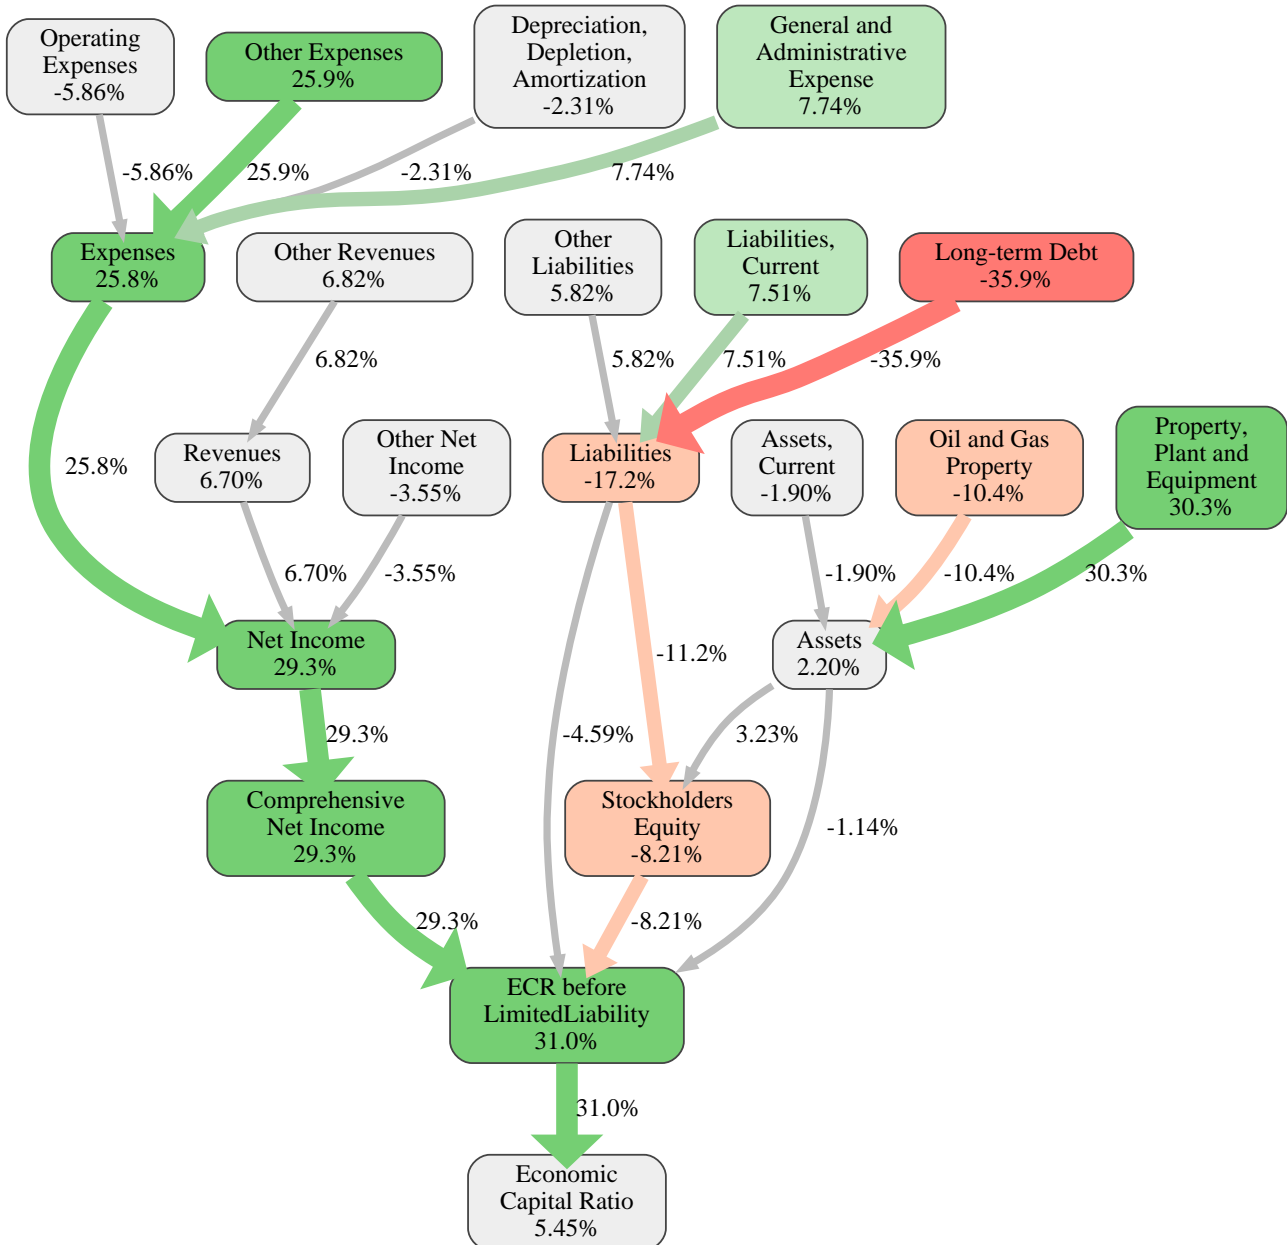 Operating
Expenses
-5.86%
Other Expenses
25.9%
Depreciation,
Depletion,
Amortization
-2.31%
General and
Administrative
Expense
7.74%
-5.86%
25.9%
-2.31%
7.74%
Expenses
25.8%
Other Revenues
6.82%
Other
Liabilities
5.82%
Liabilities,
Current
7.51%
Long-term Debt
-35.9%
6.82%
5.82%
7.51%
-35.9%
25.8%
Revenues
6.70%
Other Net
Income
-3.55%
Liabilities
-17.2%
Assets,
Current
-1.90%
Oil and Gas
Property
-10.4%
Property,
Plant and
Equipment
30.3%
6.70%
-3.55%
-1.90%
-10.4%
30.3%
Net Income
29.3%
-11.2%
Assets
2.20%
29.3%
-4.59%
3.23%
-1.14%
Comprehensive
Net Income
29.3%
Stockholders
Equity
-8.21%
29.3%
-8.21%
ECR before
LimitedLiability
31.0%
31.0%
Economic
Capital Ratio
5.45%